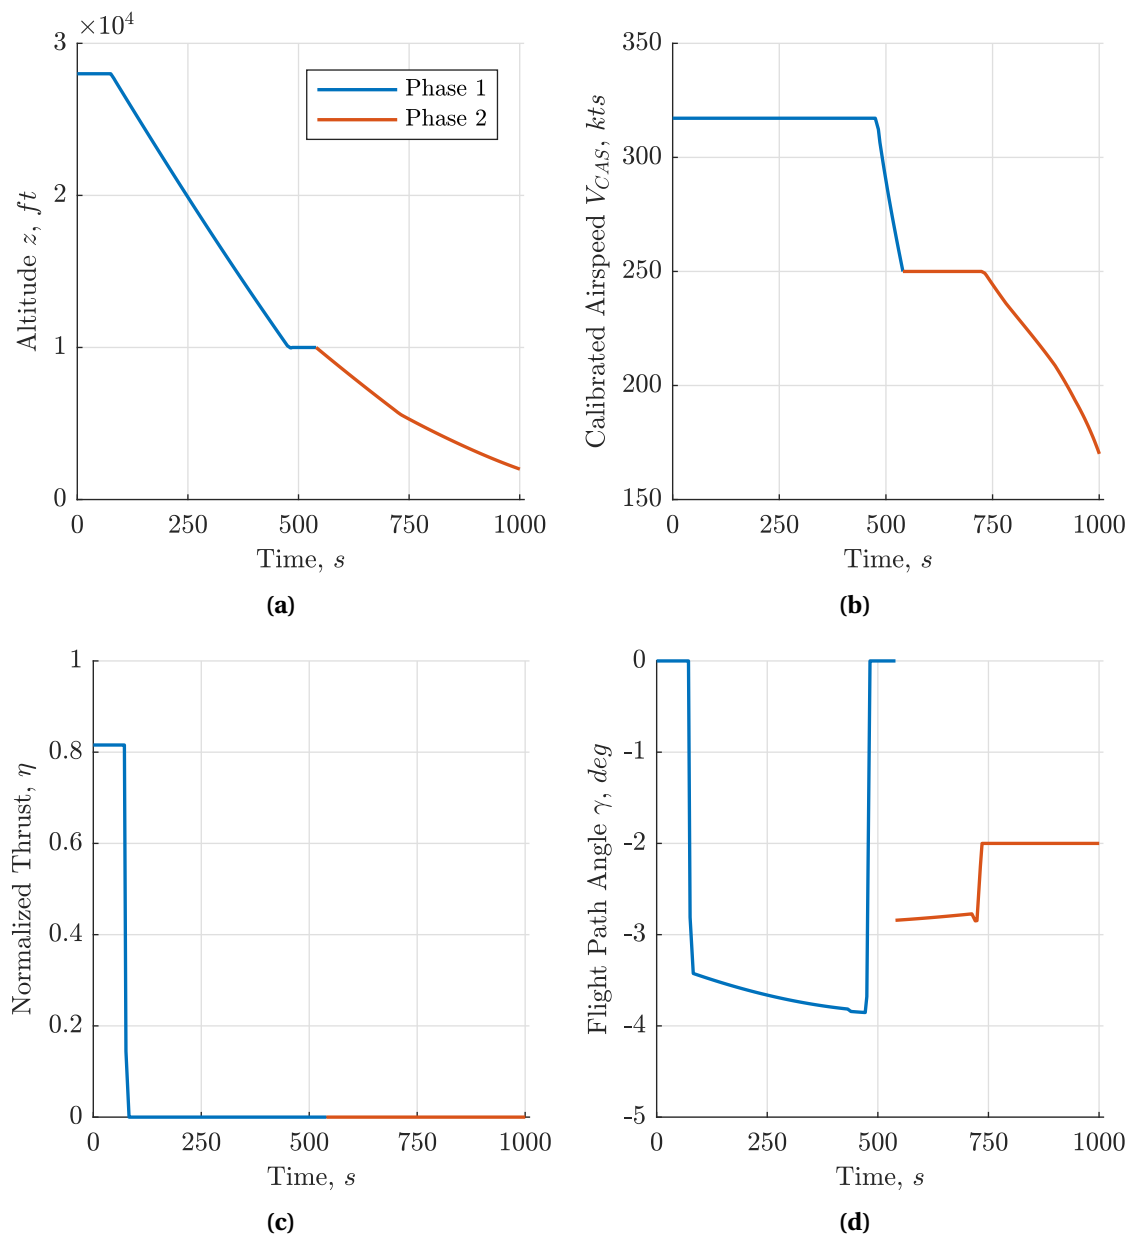 ×10⁴
3
2
1
0
0 250 500 750 1000
Altitude z, ft
Time, s
Phase 1
Phase 2
(a)
350
300
250
200
150
0 250 500 750 1000
Calibrated Airspeed V_CAS, kts
Time, s
(b)
1
0.8
0.6
0.4
0.2
0
0 250 500 750 1000
Normalized Thrust, η
Time, s
(c)
0
-1
-2
-3
-4
-5
0 250 500 750 1000
Flight Path Angle γ, deg
Time, s
(d)